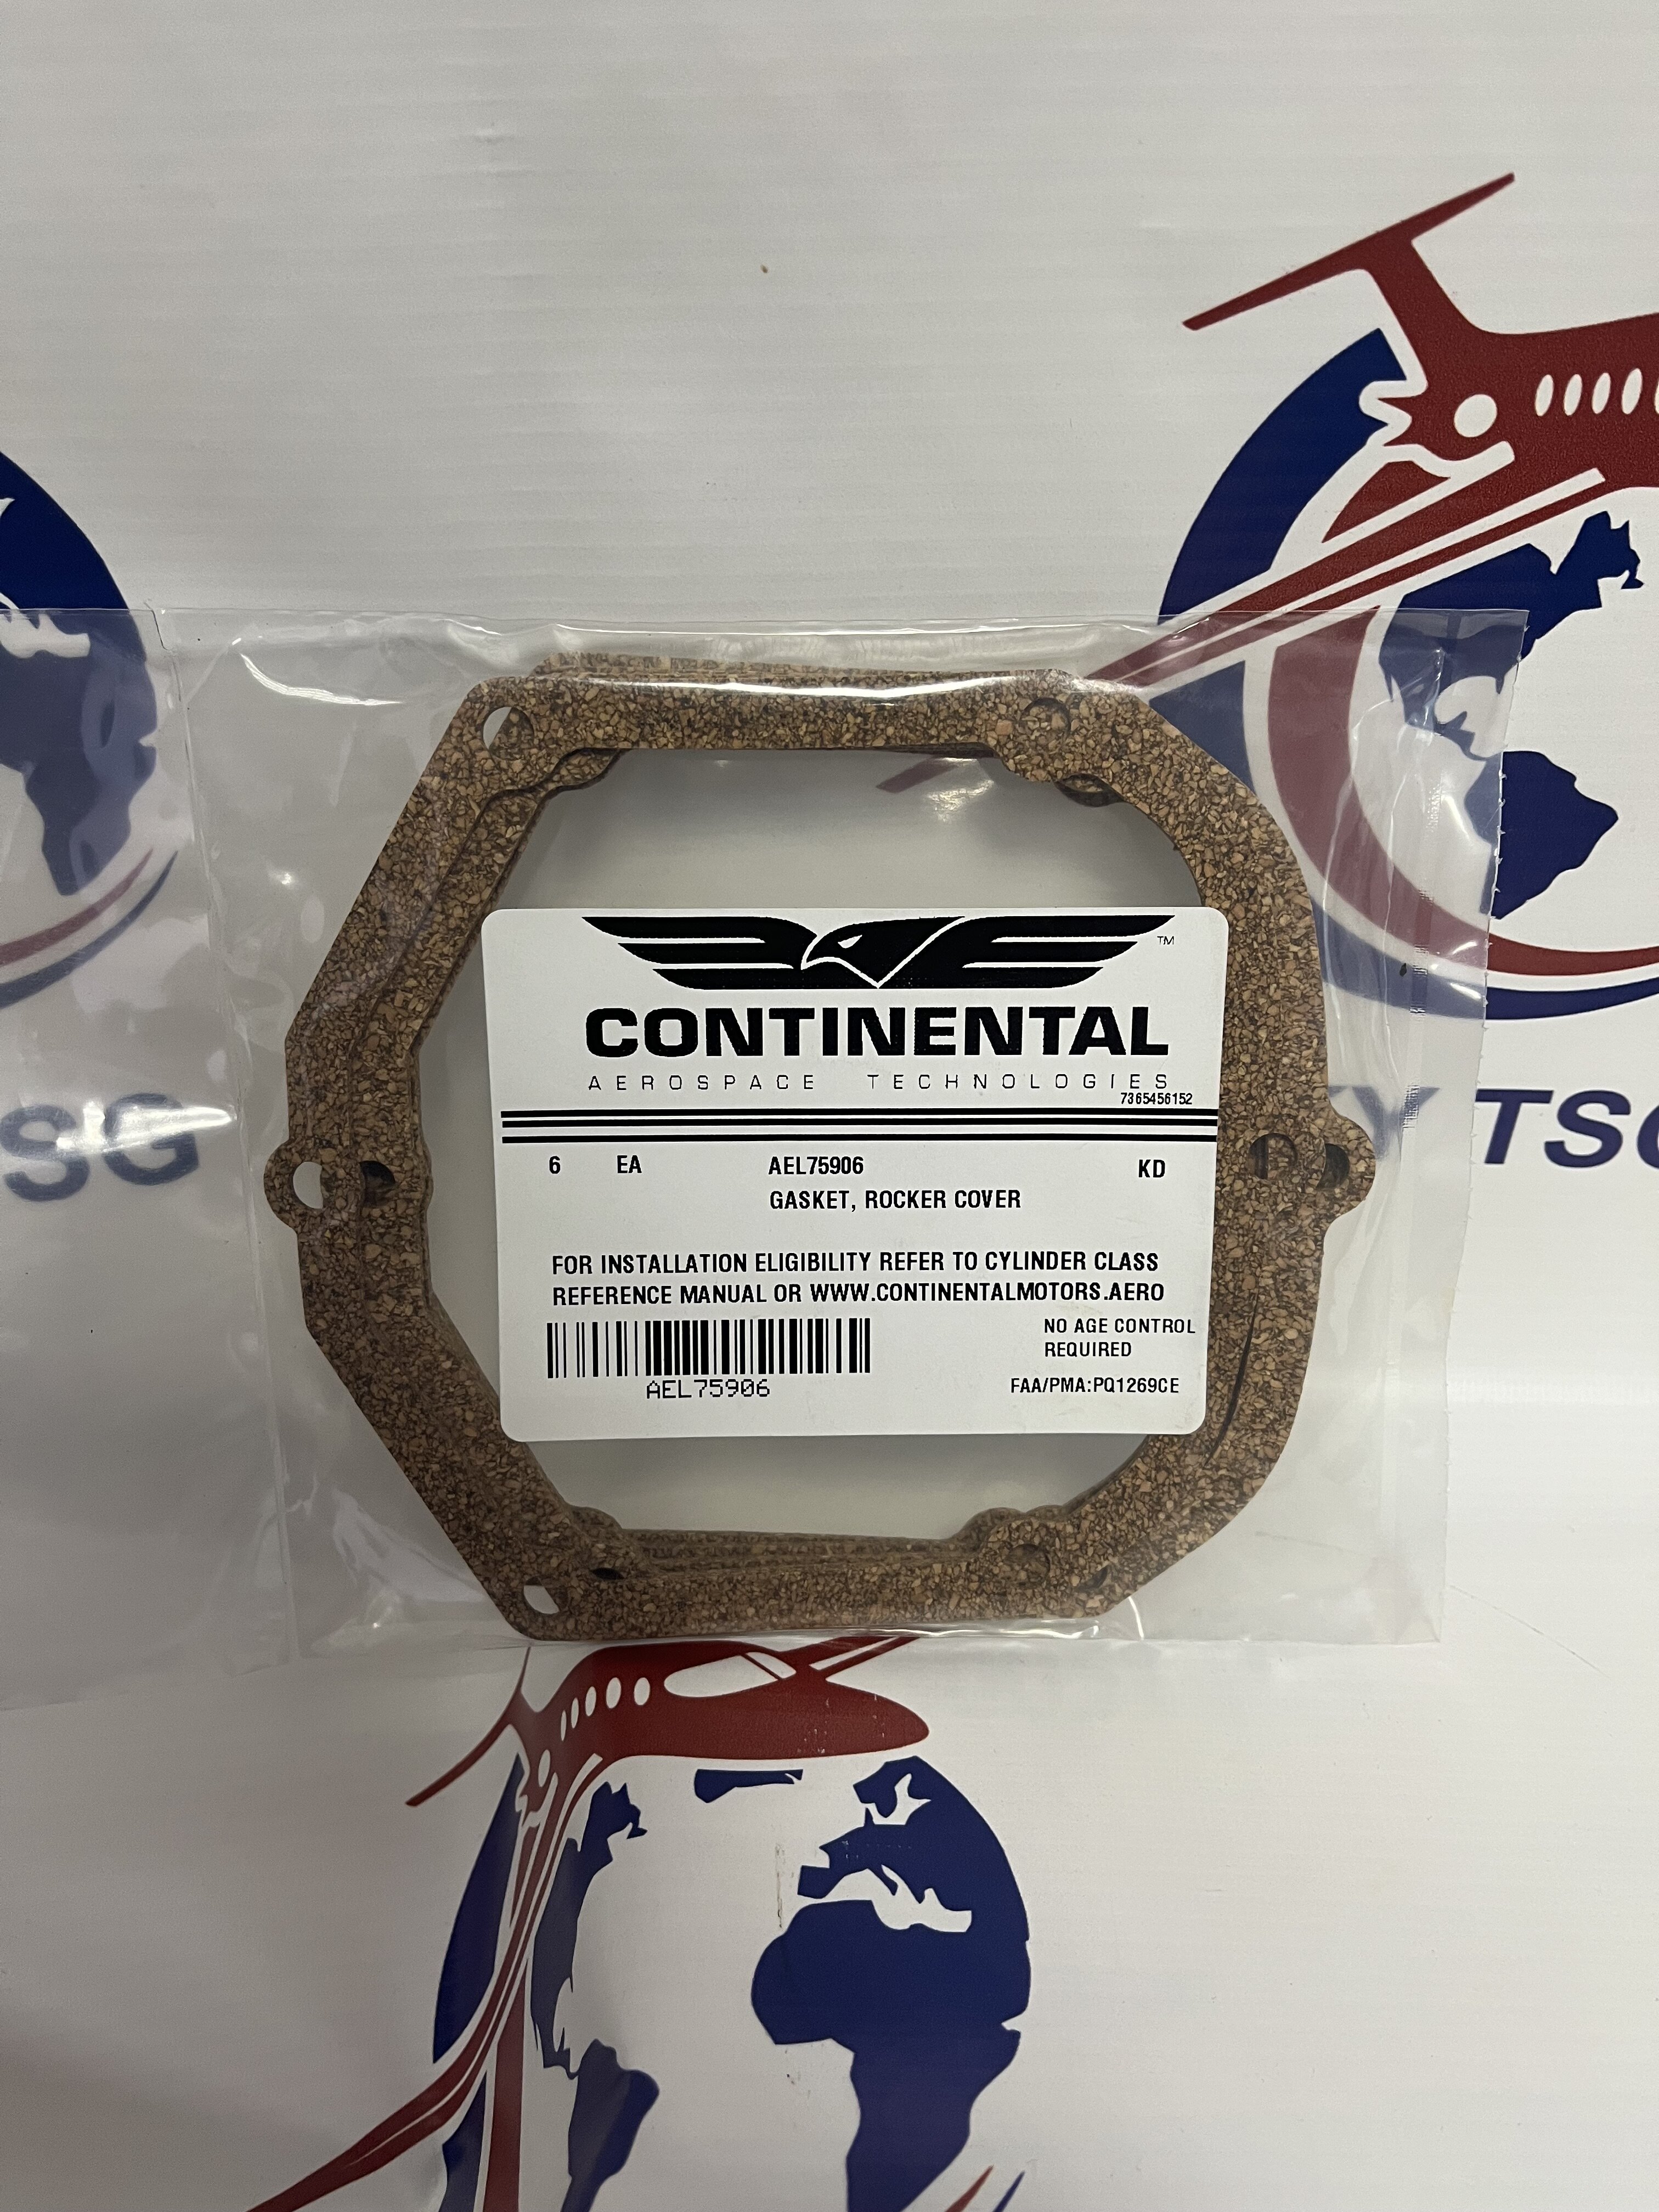 ™
CONTINENTAL
AEROSPACE TECHNOLOGIES
7365456152
6 EA AEL75906 KD
GASKET, ROCKER COVER
FOR INSTALLATION ELIGIBILITY REFER TO CYLINDER CLASS
REFERENCE MANUAL OR WWW.CONTINENTALMOTORS.AERO
NO AGE CONTROL
REQUIRED
AEL75906
FAA/PMA:PQ1269CE
SG
Y TSG